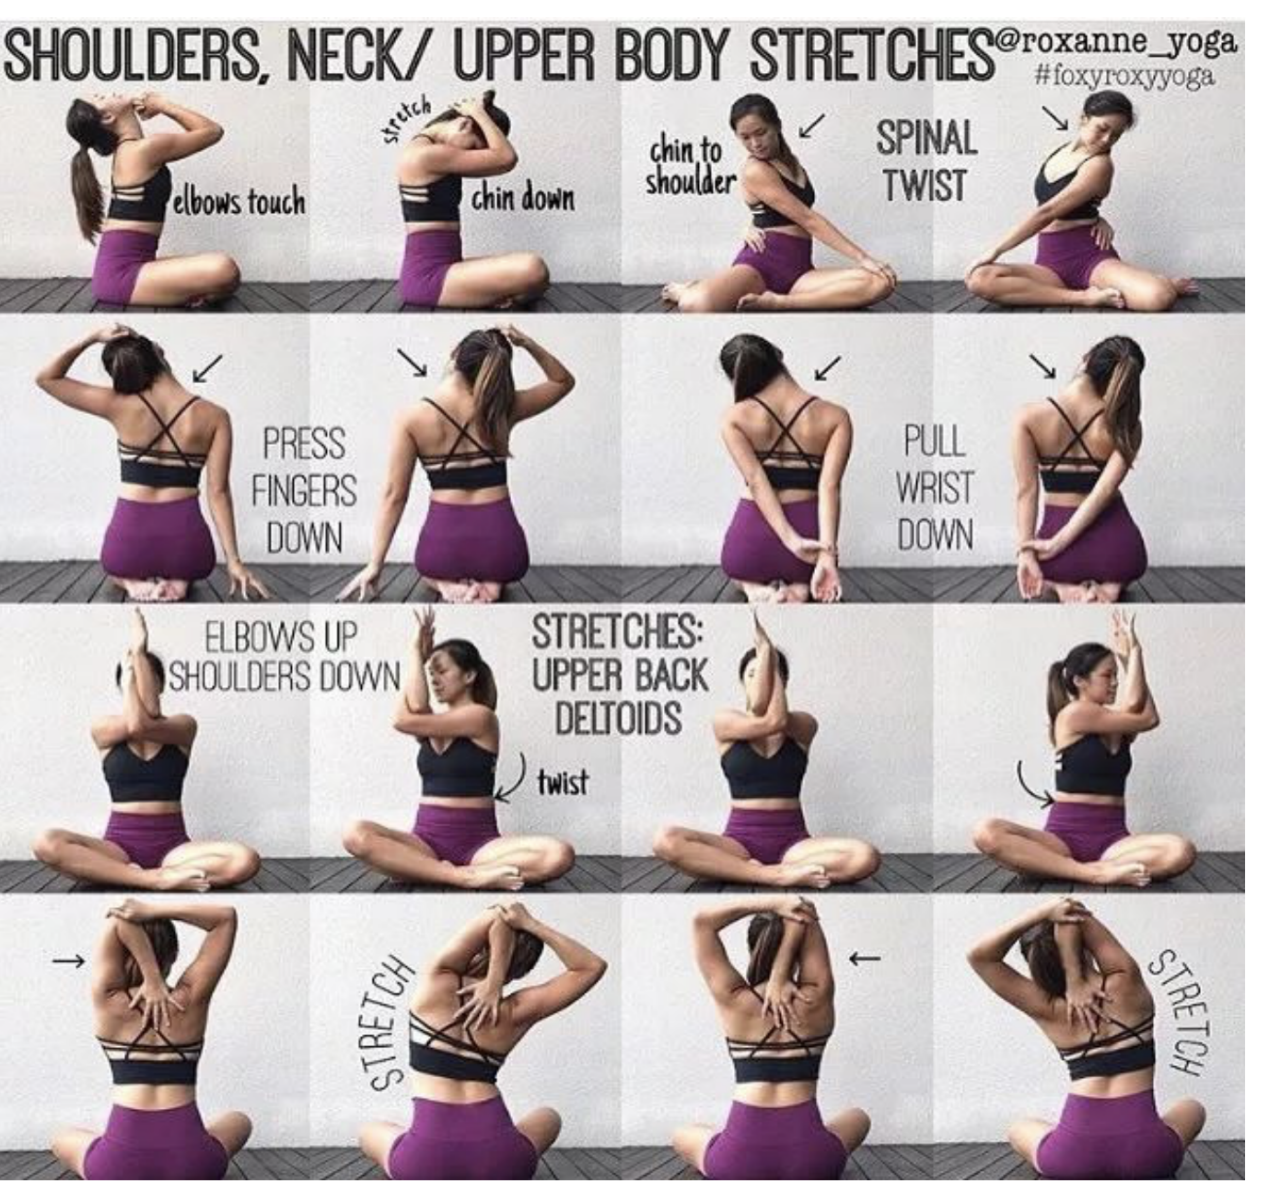 SHOULDERS, NECK/ UPPER BODY STRETCHES
@roxanne_yoga
#foxyroxyyoga
elbows touch
stretch
chin down
chin to
shoulder
SPINAL
TWIST
PRESS
FINGERS
DOWN
PULL
WRIST
DOWN
ELBOWS UP
SHOULDERS DOWN
STRETCHES:
UPPER BACK
DELTOIDS
twist
STRETCH
STRETCH